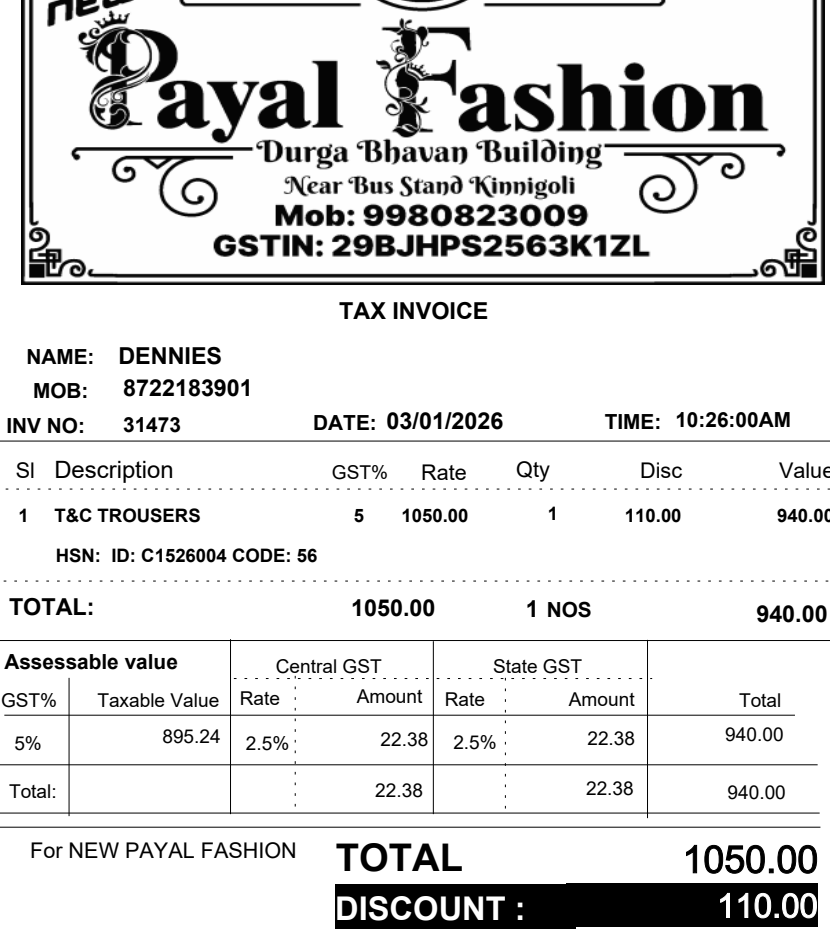 new
Payal Fashion
Durga Bhavan Building
Near Bus Stand Kinnigoli
Mob: 9980823009
GSTIN: 29BJHPS2563K1ZL
TAX INVOICE
NAME: DENNIES
MOB: 8722183901
INV NO: 31473 DATE: 03/01/2026 TIME: 10:26:00AM
Sl Description GST% Rate Qty Disc Value
1 T&C TROUSERS 5 1050.00 1 110.00 940.00
HSN: ID: C1526004 CODE: 56
TOTAL: 1050.00 1 NOS 940.00
Assessable value Central GST State GST
GST% Taxable Value Rate Amount Rate Amount Total
5% 895.24 2.5% 22.38 2.5% 22.38 940.00
Total: 22.38 22.38 940.00
For NEW PAYAL FASHION TOTAL 1050.00
DISCOUNT : 110.00